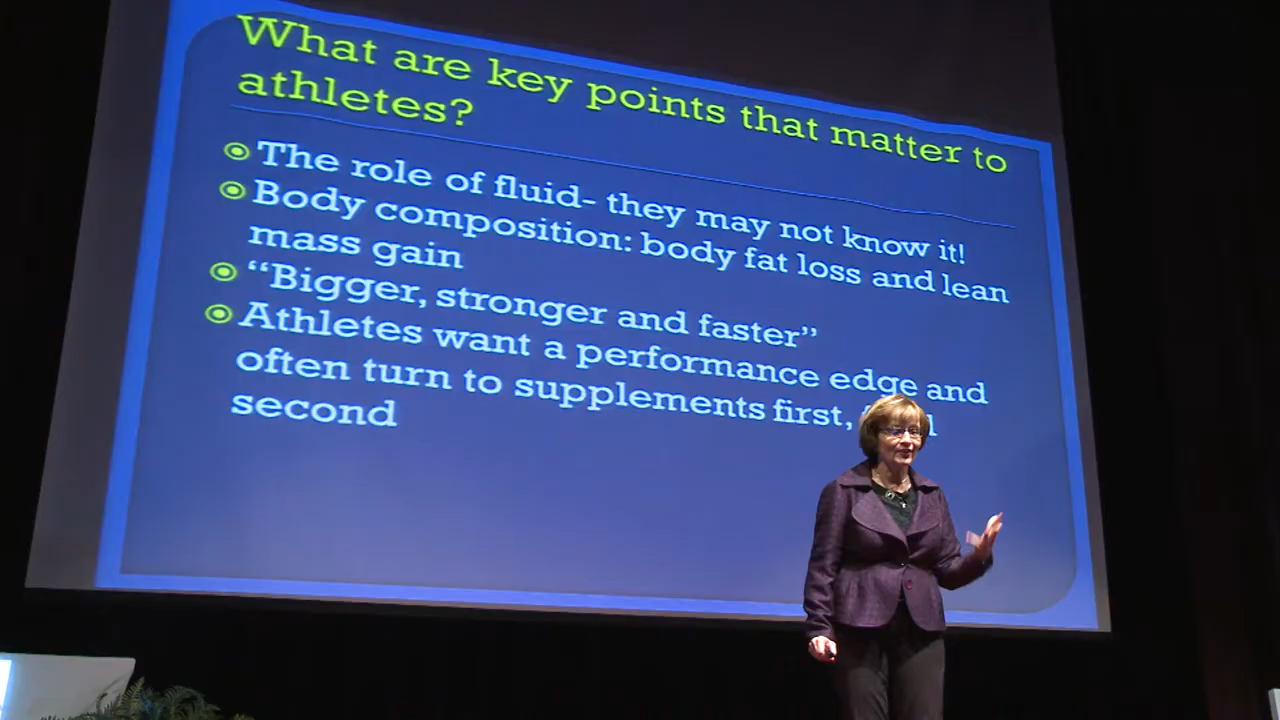 What are key points that matter to
athletes?
The role of fluid- they may not know it!
Body composition: body fat loss and lean
mass gain
“Bigger, stronger and faster”
Athletes want a performance edge and
often turn to supplements first,
second